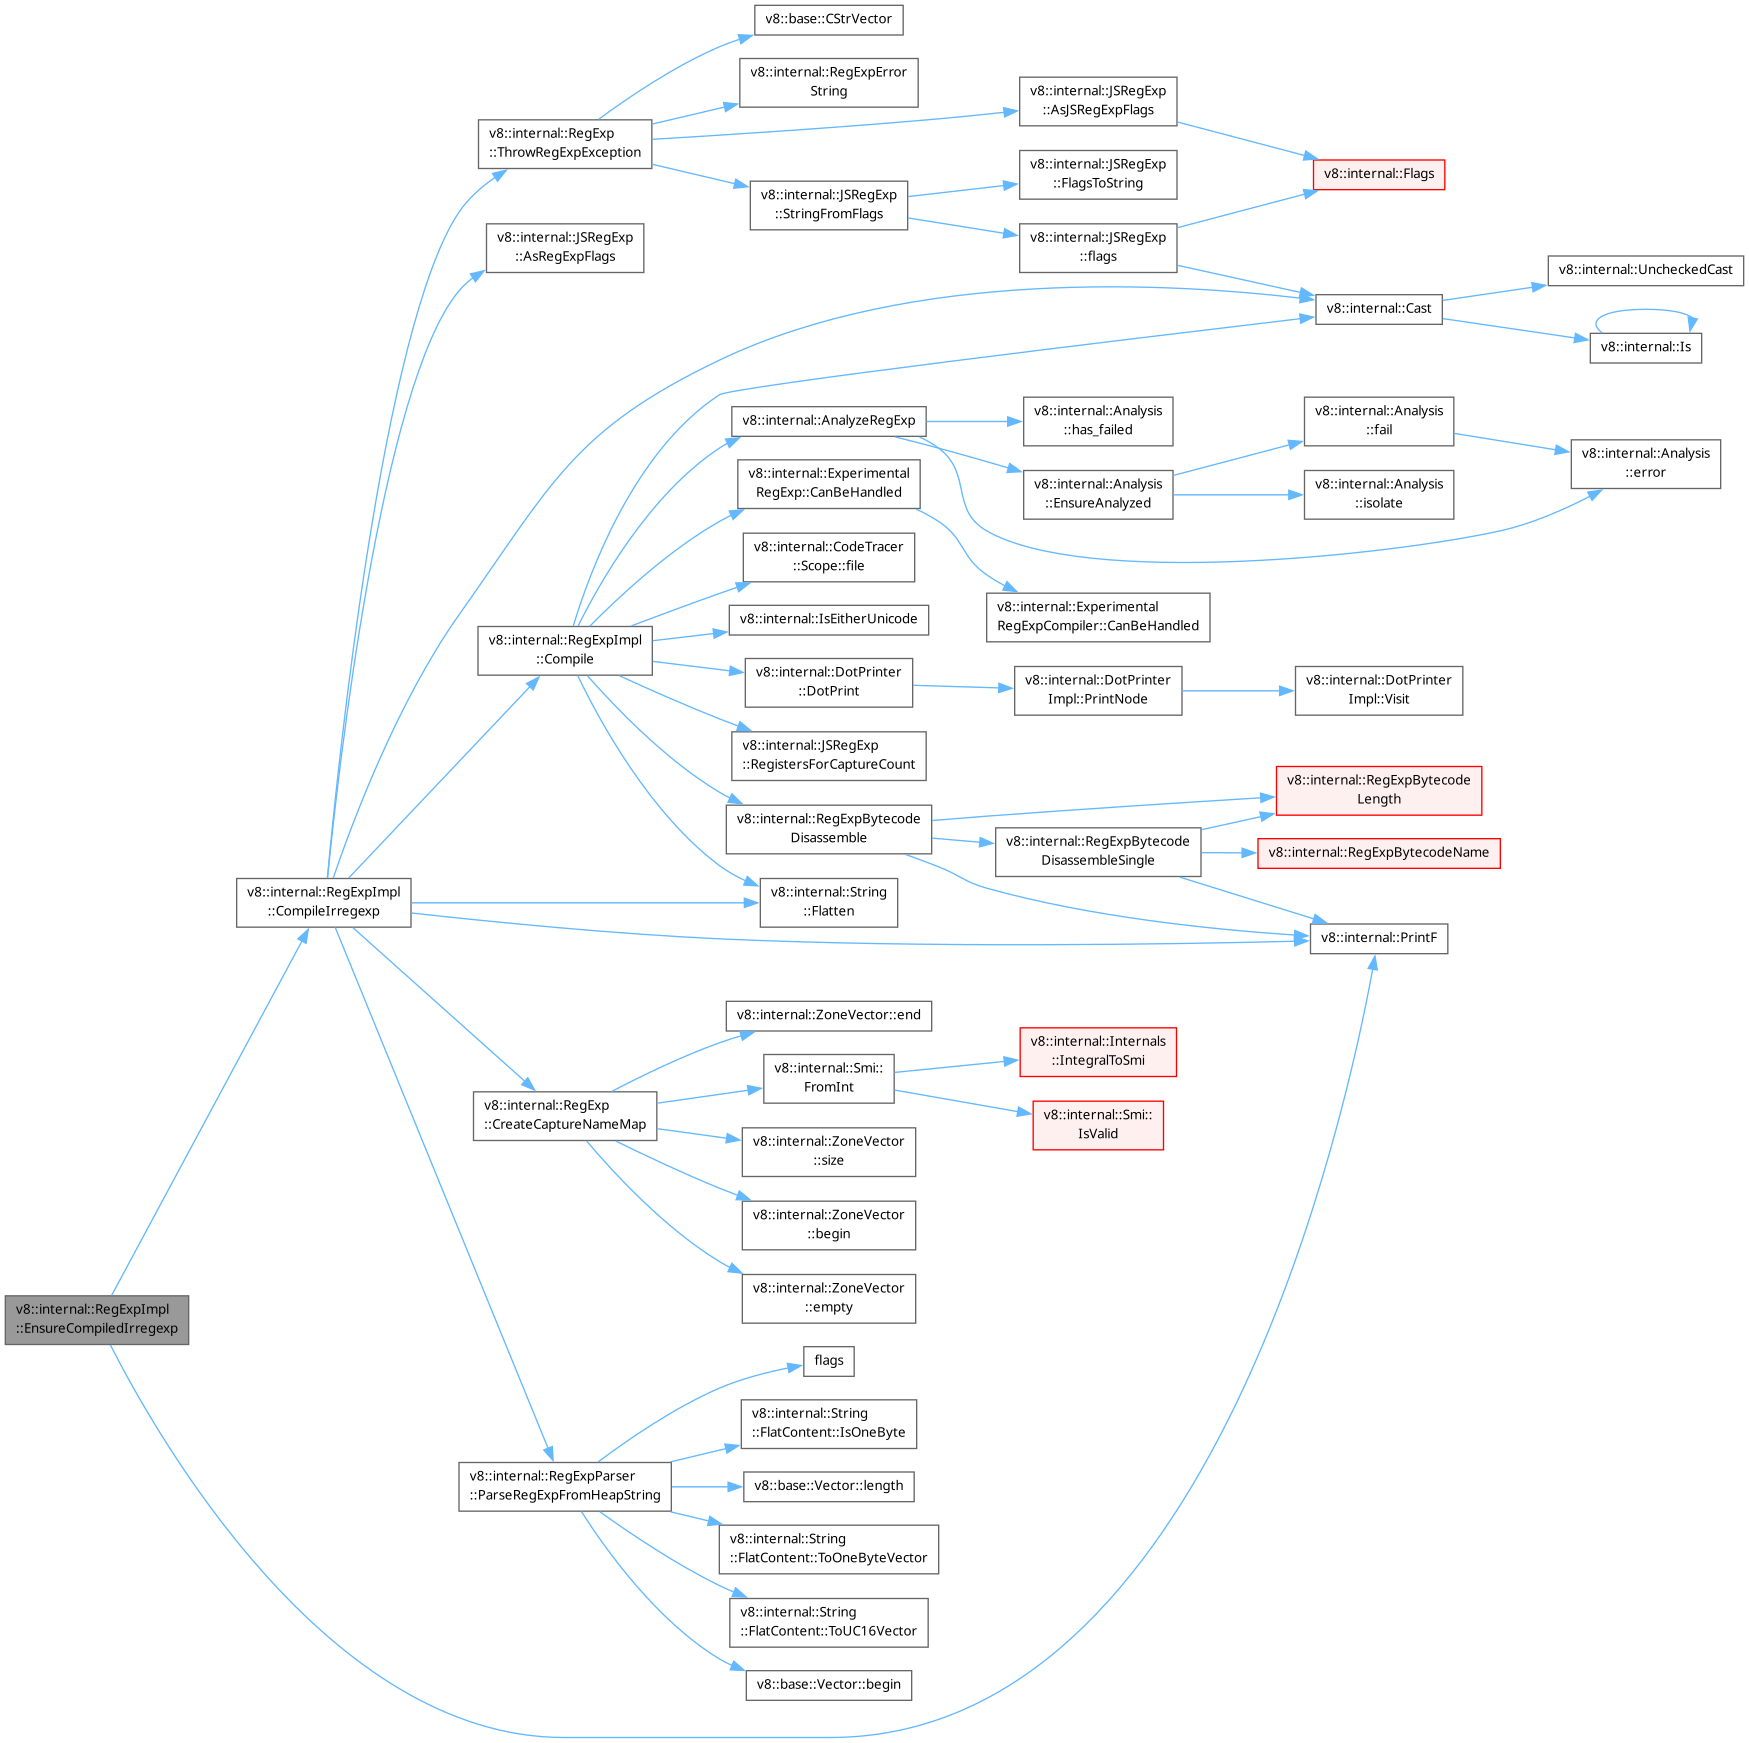 v8::base::CStrVector
v8::internal::RegExpError
String
v8::internal::JSRegExp
::AsJSRegExpFlags
v8::internal::RegExp
::ThrowRegExpException
v8::internal::JSRegExp
::FlagsToString
v8::internal::Flags
v8::internal::JSRegExp
::StringFromFlags
v8::internal::JSRegExp
::AsRegExpFlags
v8::internal::JSRegExp
::flags
v8::internal::UncheckedCast
v8::internal::Cast
v8::internal::Is
v8::internal::AnalyzeRegExp
v8::internal::Analysis
::has_failed
v8::internal::Analysis
::fail
v8::internal::Analysis
::error
v8::internal::Experimental
RegExp::CanBeHandled
v8::internal::Analysis
::EnsureAnalyzed
v8::internal::Analysis
::isolate
v8::internal::CodeTracer
::Scope::file
v8::internal::Experimental
RegExpCompiler::CanBeHandled
v8::internal::IsEitherUnicode
v8::internal::RegExpImpl
::Compile
v8::internal::DotPrinter
::DotPrint
v8::internal::DotPrinter
Impl::PrintNode
v8::internal::DotPrinter
Impl::Visit
v8::internal::JSRegExp
::RegistersForCaptureCount
v8::internal::RegExpBytecode
Length
v8::internal::RegExpBytecode
Disassemble
v8::internal::RegExpBytecode
DisassembleSingle
v8::internal::RegExpBytecodeName
v8::internal::RegExpImpl
::CompileIrregexp
v8::internal::String
::Flatten
v8::internal::PrintF
v8::internal::ZoneVector::end
v8::internal::Smi::
FromInt
v8::internal::Internals
::IntegralToSmi
v8::internal::RegExp
::CreateCaptureNameMap
v8::internal::Smi::
IsValid
v8::internal::ZoneVector
::size
v8::internal::ZoneVector
::begin
v8::internal::ZoneVector
::empty
v8::internal::RegExpImpl
::EnsureCompiledIrregexp
flags
v8::internal::String
::FlatContent::IsOneByte
v8::internal::RegExpParser
::ParseRegExpFromHeapString
v8::base::Vector::length
v8::internal::String
::FlatContent::ToOneByteVector
v8::internal::String
::FlatContent::ToUC16Vector
v8::base::Vector::begin